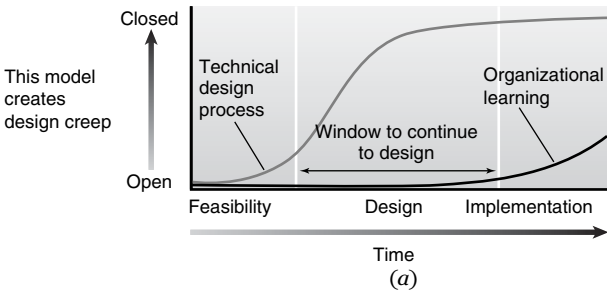 Closed
This model
creates
design creep
Technical
design
process
Organizational
learning
Window to continue
to design
Open
Feasibility
Design
Implementation
Time
(a)